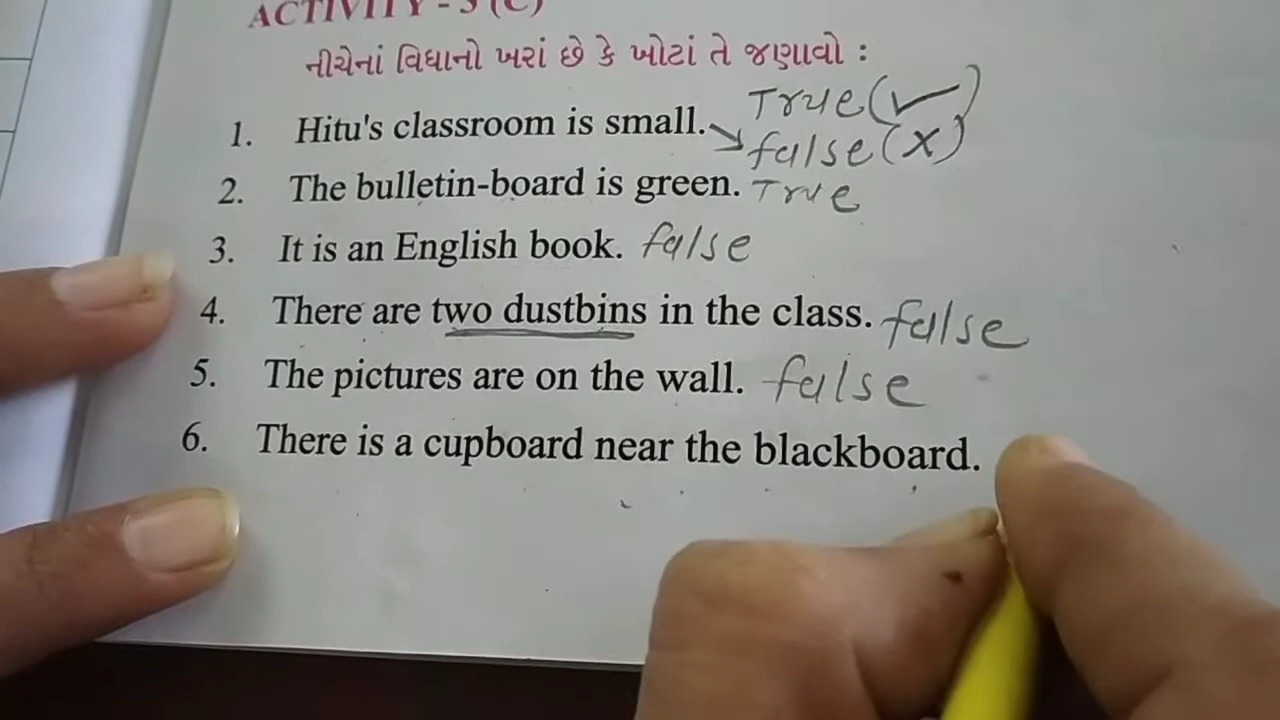 ACTIVITY - 3 (C)
નીચેનાં વિધાનો ખરાં છે કે ખોટાં તે જણાવો :
1. Hitu's classroom is small. True (✓)
false (x)
2. The bulletin-board is green. True
3. It is an English book. false
4. There are two dustbins in the class. false
5. The pictures are on the wall. false
6. There is a cupboard near the blackboard.